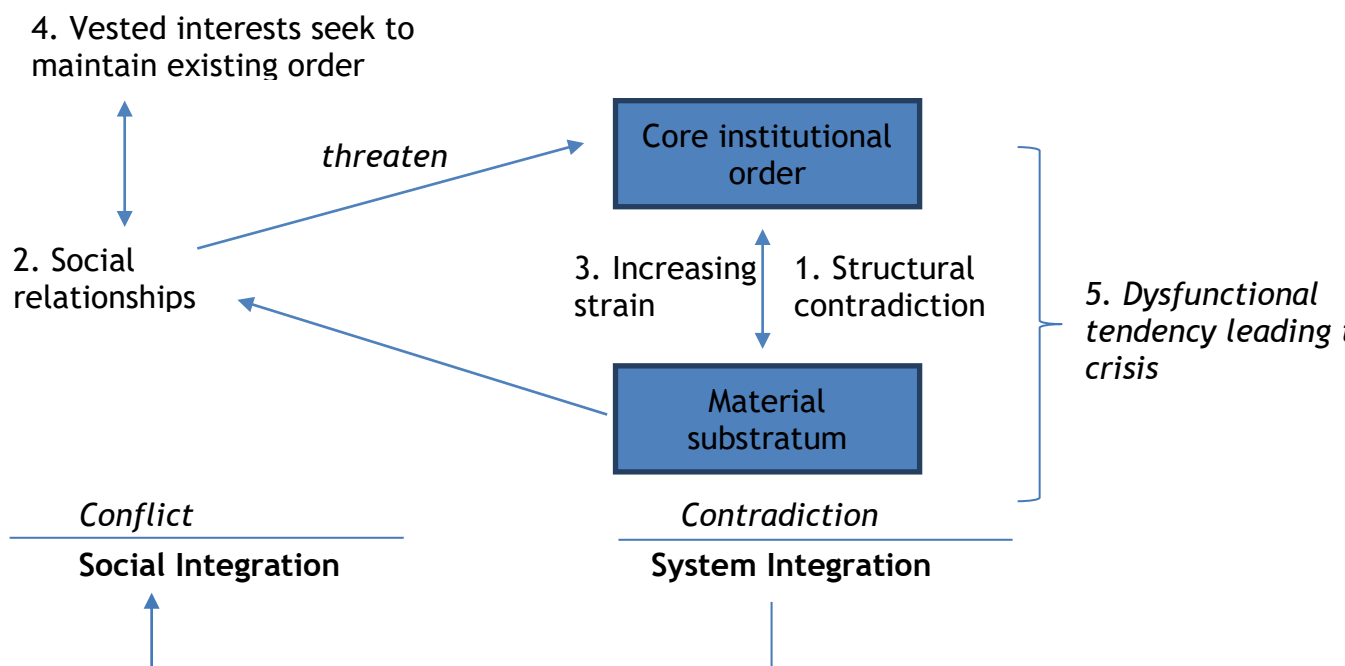 4. Vested interests seek to
maintain existing order
threaten
Core institutional
order
2. Social
relationships
3. Increasing
strain
1. Structural
contradiction
5. Dysfunctional
tendency leading
crisis
Material
substratum
Conflict
Contradiction
Social Integration
System Integration